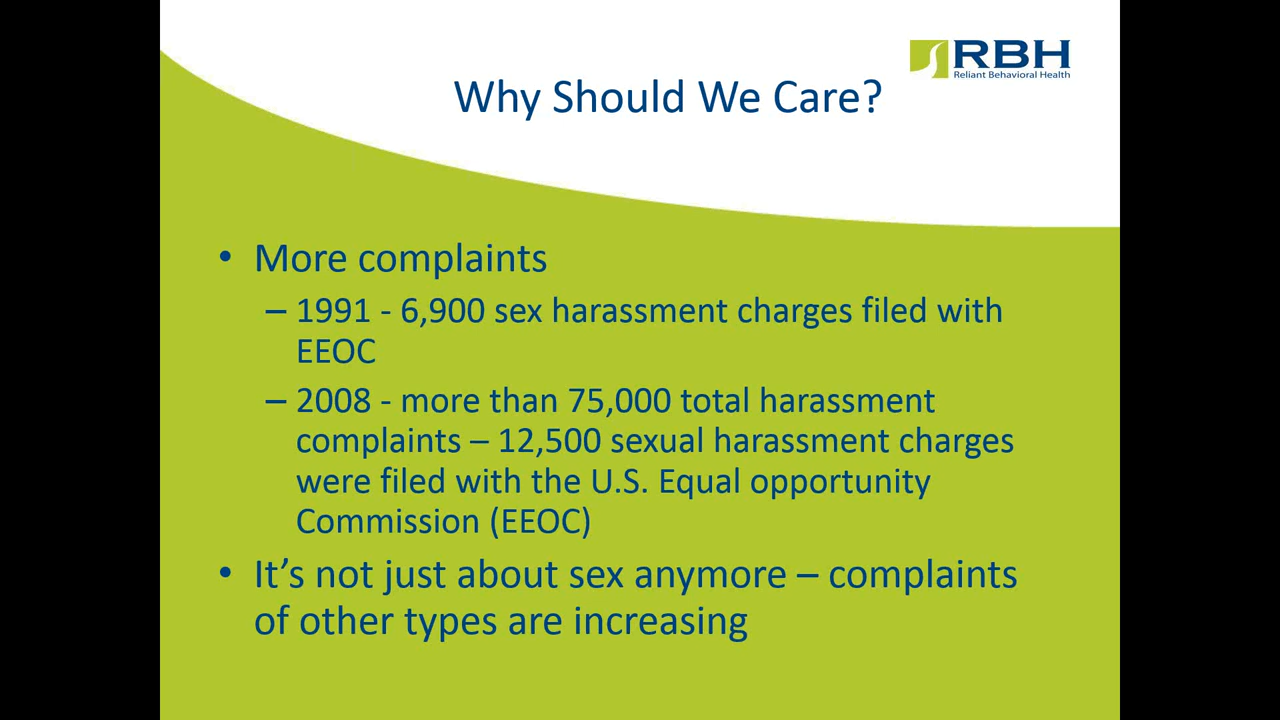 RBH
Reliant Behavioral Health
Why Should We Care?
• More complaints
– 1991 - 6,900 sex harassment charges filed with
EEOC
– 2008 - more than 75,000 total harassment
complaints – 12,500 sexual harassment charges
were filed with the U.S. Equal opportunity
Commission (EEOC)
• It’s not just about sex anymore – complaints
of other types are increasing